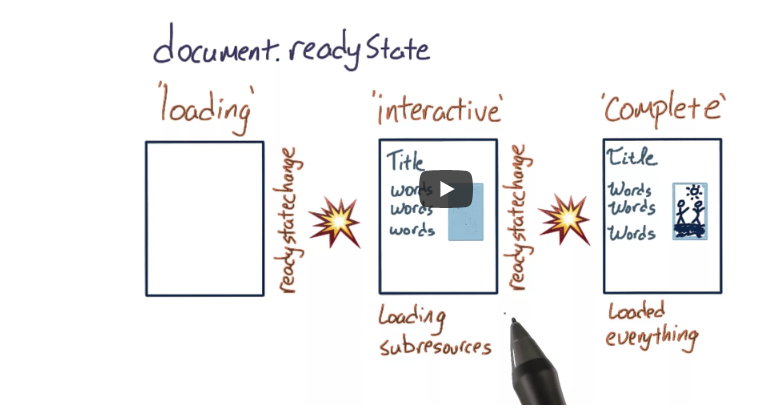 document.readyState
'loading'
'interactive'
'Complete'
readystatechange
readystatechange
Title
words
words
words
Title
Words
Words
Words
Loading
subresources
Loaded
everything